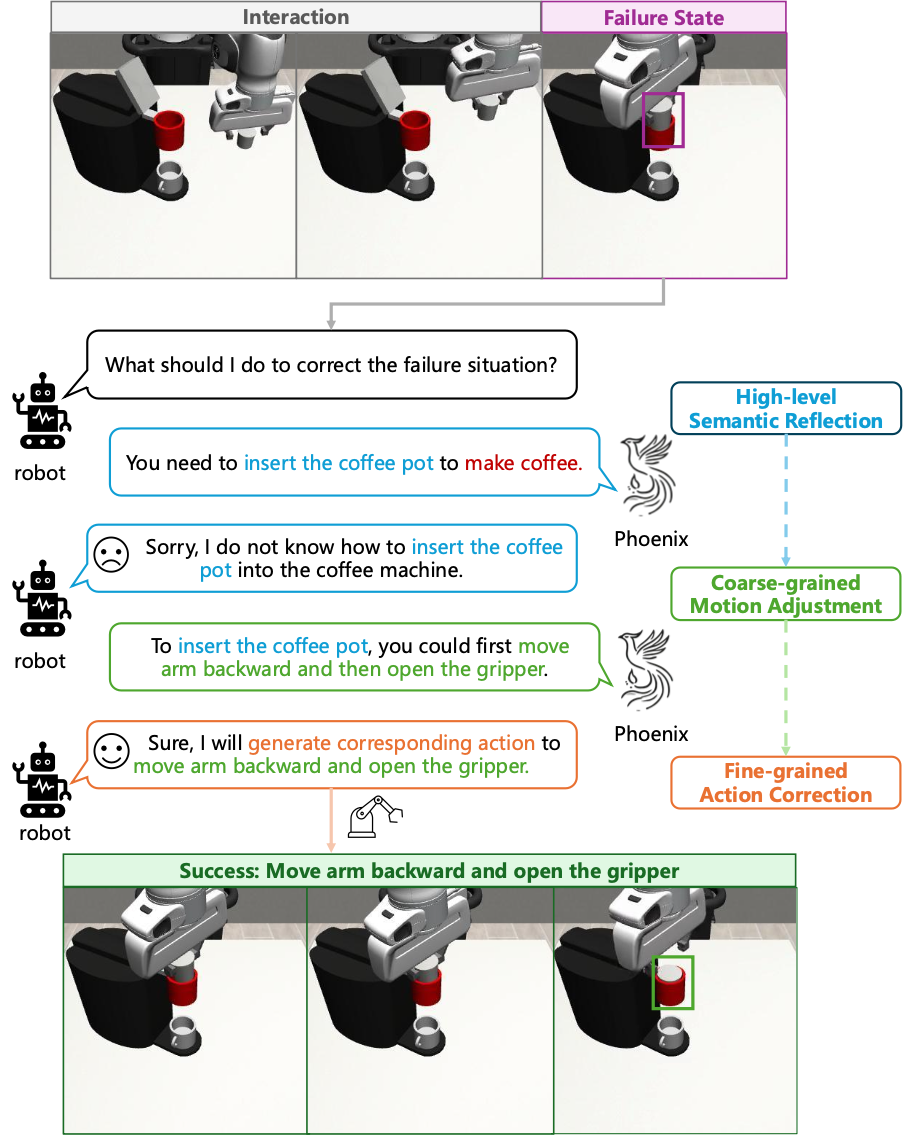 Interaction
Failure State
What should I do to correct the failure situation?
robot
High-level
Semantic Reflection
You need to insert the coffee pot to make coffee.
Phoenix
Sorry, I do not know how to insert the coffee
pot into the coffee machine.
robot
Coarse-grained
Motion Adjustment
To insert the coffee pot, you could first move
arm backward and then open the gripper.
Phoenix
Sure, I will generate corresponding action to
move arm backward and open the gripper.
robot
Fine-grained
Action Correction
Success: Move arm backward and open the gripper